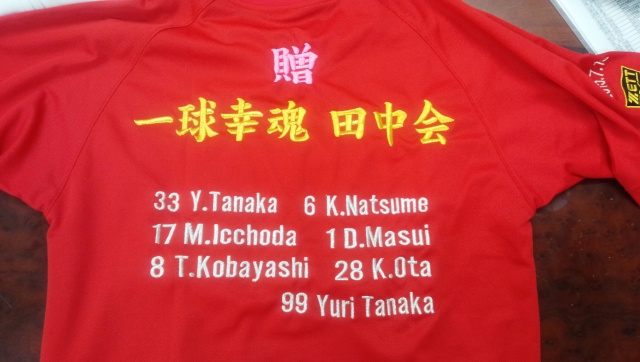 贈
一球幸魂 田中会
33 Y.Tanaka 6 K.Natsume
17 M.Icchoda 1 D.Masui
8 T.Kobayashi 28 K.Ota
99 Yuri Tanaka
ZETT